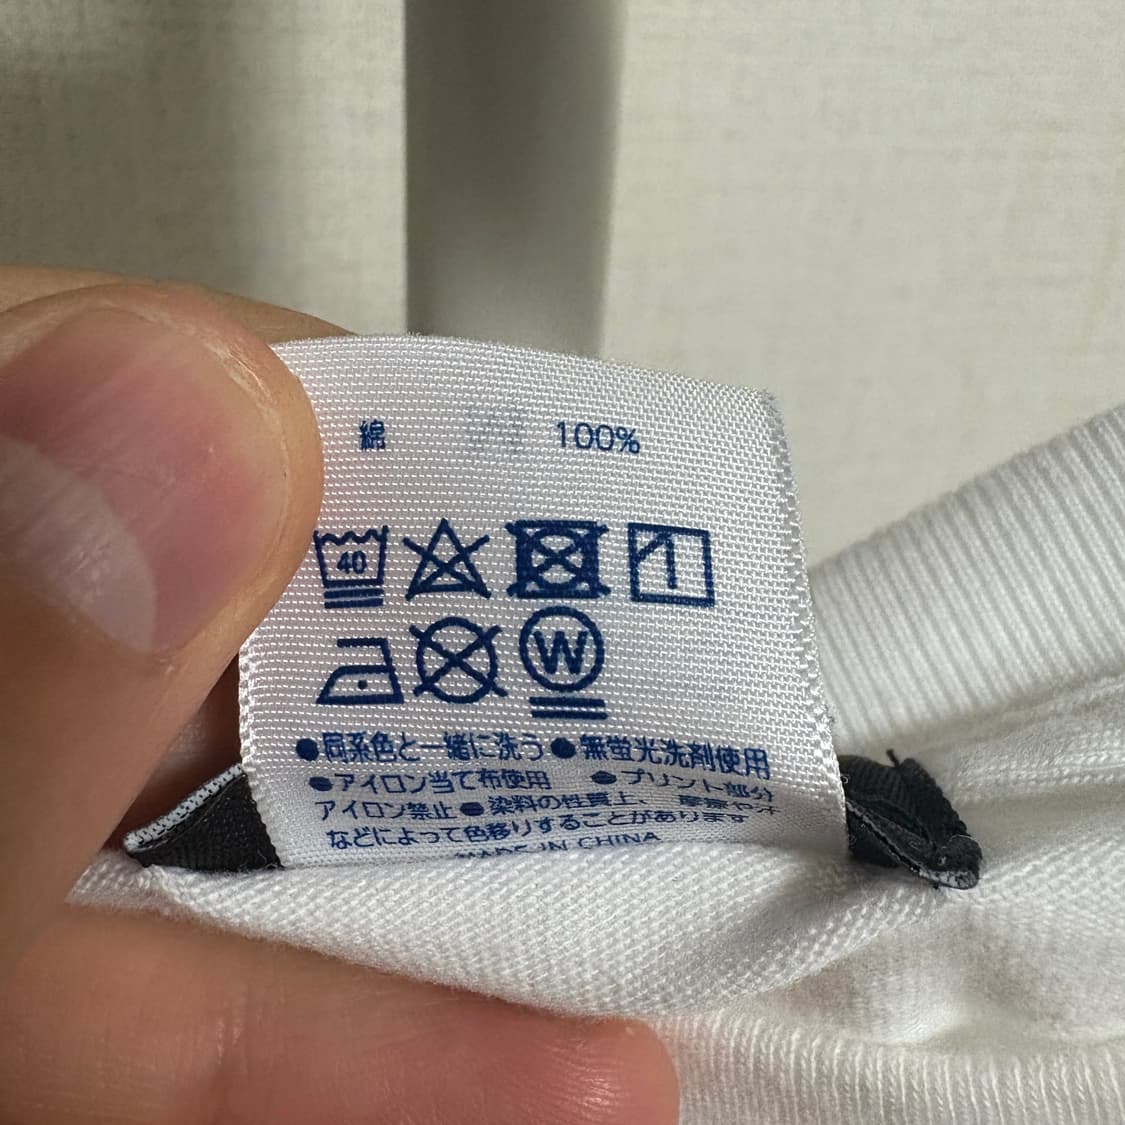 綿 100%
40
W
●同系色と一緒に洗う ●無蛍光洗剤使用
●アイロン当て布使用 ●プリント部分
アイロン禁止 ●染料の性質上、摩擦や汗
などによって色移りすることがあります
MADE IN CHINA